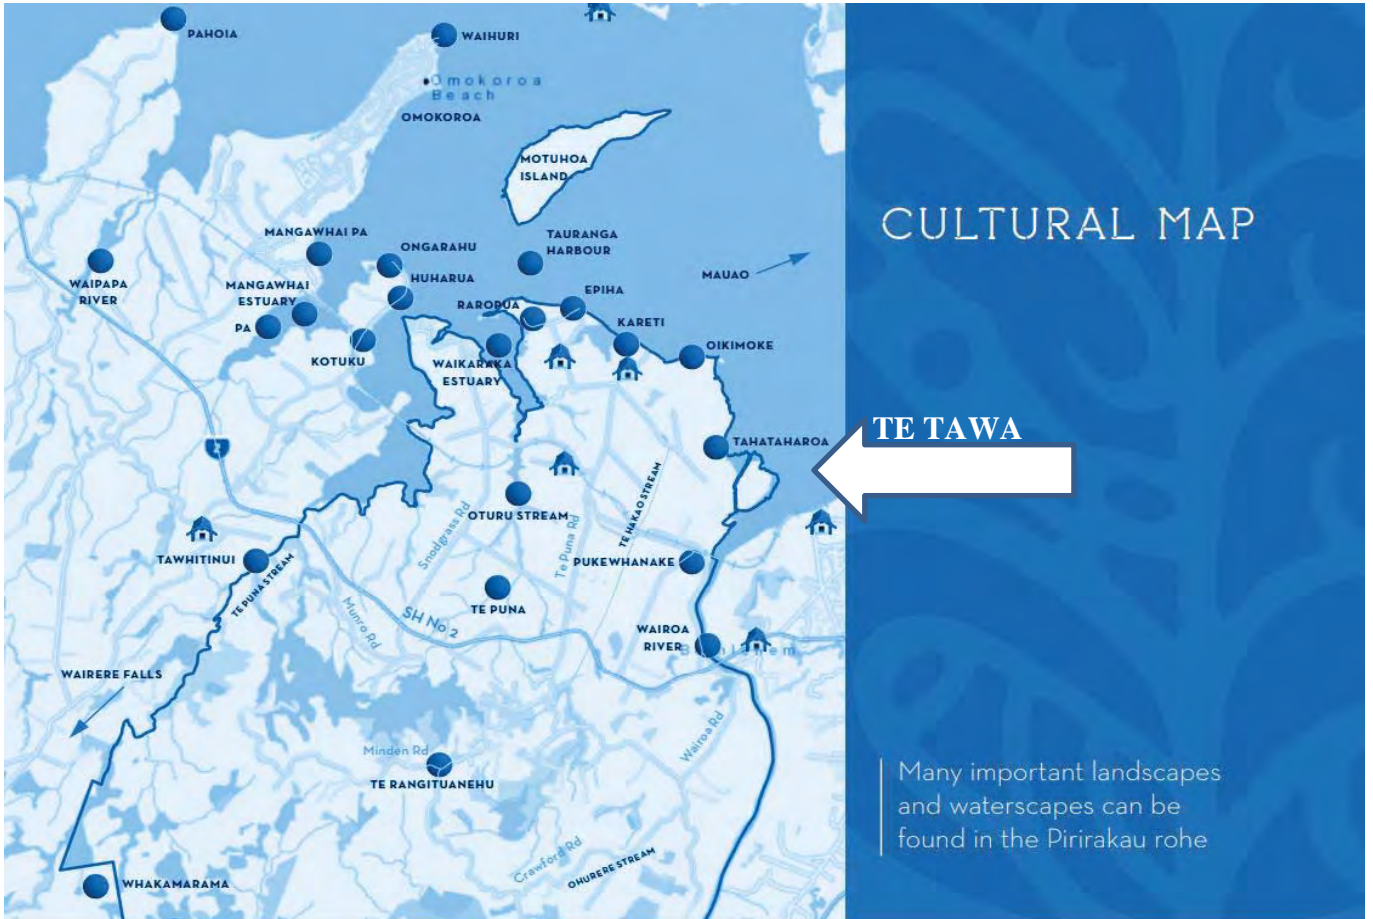 PAHOIA
WAIHURI
Omokoroa
Beach
OMOKOROA
MOTUHOA
ISLAND
MANGAWHAI PA
ONGARAHU
TAURANGA
HARBOUR
HUHARUA
MAUAO
WAIPAPA
RIVER
MANGAWHAI
ESTUARY
RAROPUA
EPIHA
PA
KARETI
KOTUKU
WAIKARAKA
ESTUARY
OIKIMOKE
CULTURAL MAP
TE TAWA
TAHATAHAROA
2
Snodgrass Rd
OTURU STREAM
Te Puna Rd
TE HAKAO STREAM
TAWHITINUI
TE PUNA STREAM
PUKEWHANAKE
TE PUNA
Munro Rd
SH No 2
WAIROA
RIVER
Bethlehem
WAIRERE FALLS
Wairoa Rd
Minden Rd
TE RANGITUANEHU
Crawford Rd
OHURERE STREAM
WHAKAMARAMA
Many important landscapes
and waterscapes can be
found in the Pirirakau rohe